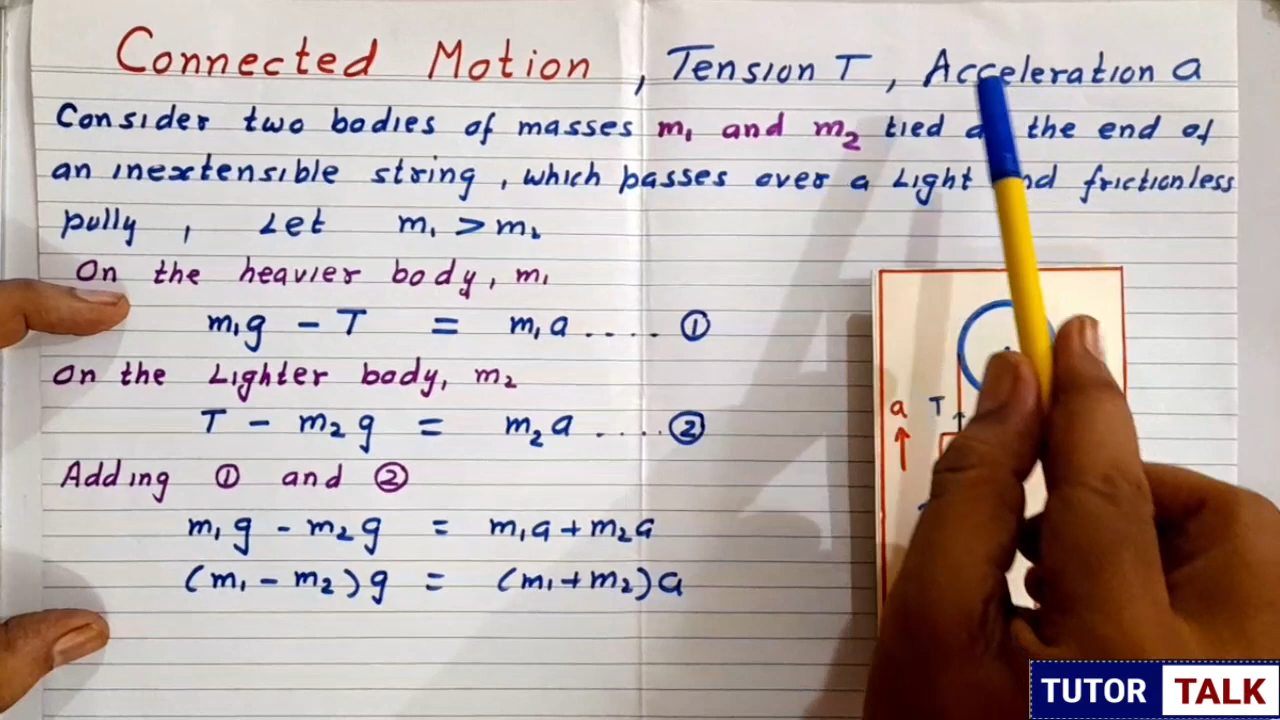 Connected Motion, Tension T, Acceleration a
Consider two bodies of masses m₁ and m₂ tied the end of
an inextensible string, which passes over a Light frictionless
pully, Let m₁ > m₂
On the heavier body, m₁
m₁g - T = m₁a .... ①
On the Lighter body, m₂
T - m₂g = m₂a .... ②
Adding ① and ②
m₁g - m₂g = m₁a + m₂a
(m₁ - m₂)g = (m₁ + m₂)a
a T
TUTOR TALK